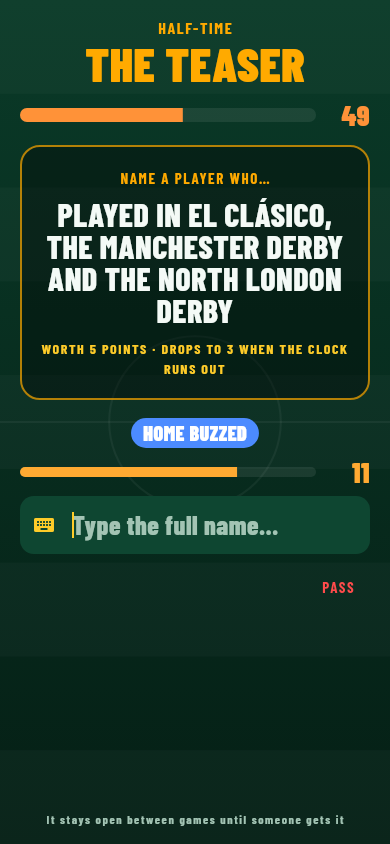 HALF-TIME
THE TEASER
49
NAME A PLAYER WHO...
PLAYED IN EL CLÁSICO,
THE MANCHESTER DERBY
AND THE NORTH LONDON
DERBY
WORTH 5 POINTS · DROPS TO 3 WHEN THE CLOCK
RUNS OUT
HOME BUZZED
11
Type the full name...
PASS
It stays open between games until someone gets it